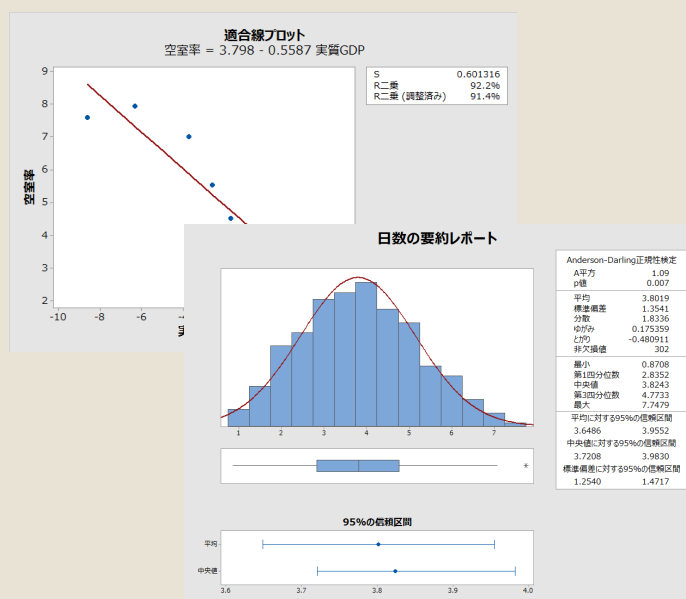 適合線プロット
空室率 = 3.798 - 0.5587 実質GDP
S 0.601316
R二乗 92.2%
R二乗 (調整済み) 91.4%
空室率
9
8
7
6
5
4
3
2
-10 -8 -6
日数の要約レポート
Anderson-Darling正規性検定
A平方 1.09
p値 0.007
平均 3.8019
標準偏差 1.3541
分散 1.8336
ゆがみ 0.175359
とがり -0.480911
非欠損値 302
最小 0.8708
第1四分位数 2.8352
中央値 3.8243
第3四分位数 4.7733
最大 7.7479
平均に対する95%の信頼区間
3.6486 3.9552
中央値に対する95%の信頼区間
3.7208 3.9830
標準偏差に対する95%の信頼区間
1.2540 1.4717
1 2 3 4 5 6 7
95%の信頼区間
平均
中央値
3.6 3.7 3.8 3.9 4.0